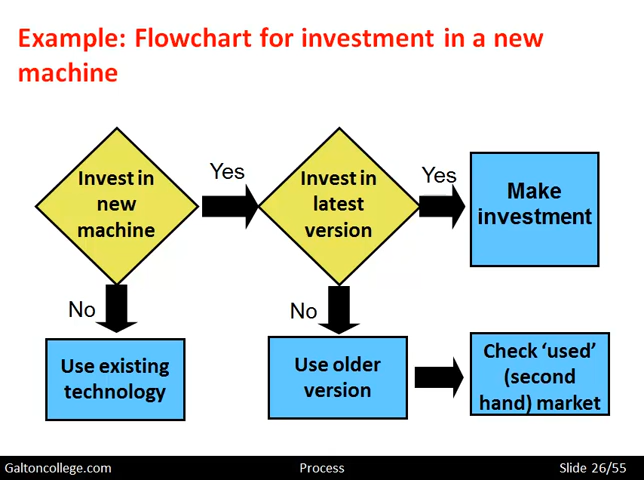 Example: Flowchart for investment in a new
machine
Invest in
new
machine
Yes
Invest in
latest
version
Yes
Make
investment
No
Use existing
technology
No
Use older
version
Check ‘used’
(second
hand) market
Galtoncollege.com
Process
Slide 26/55